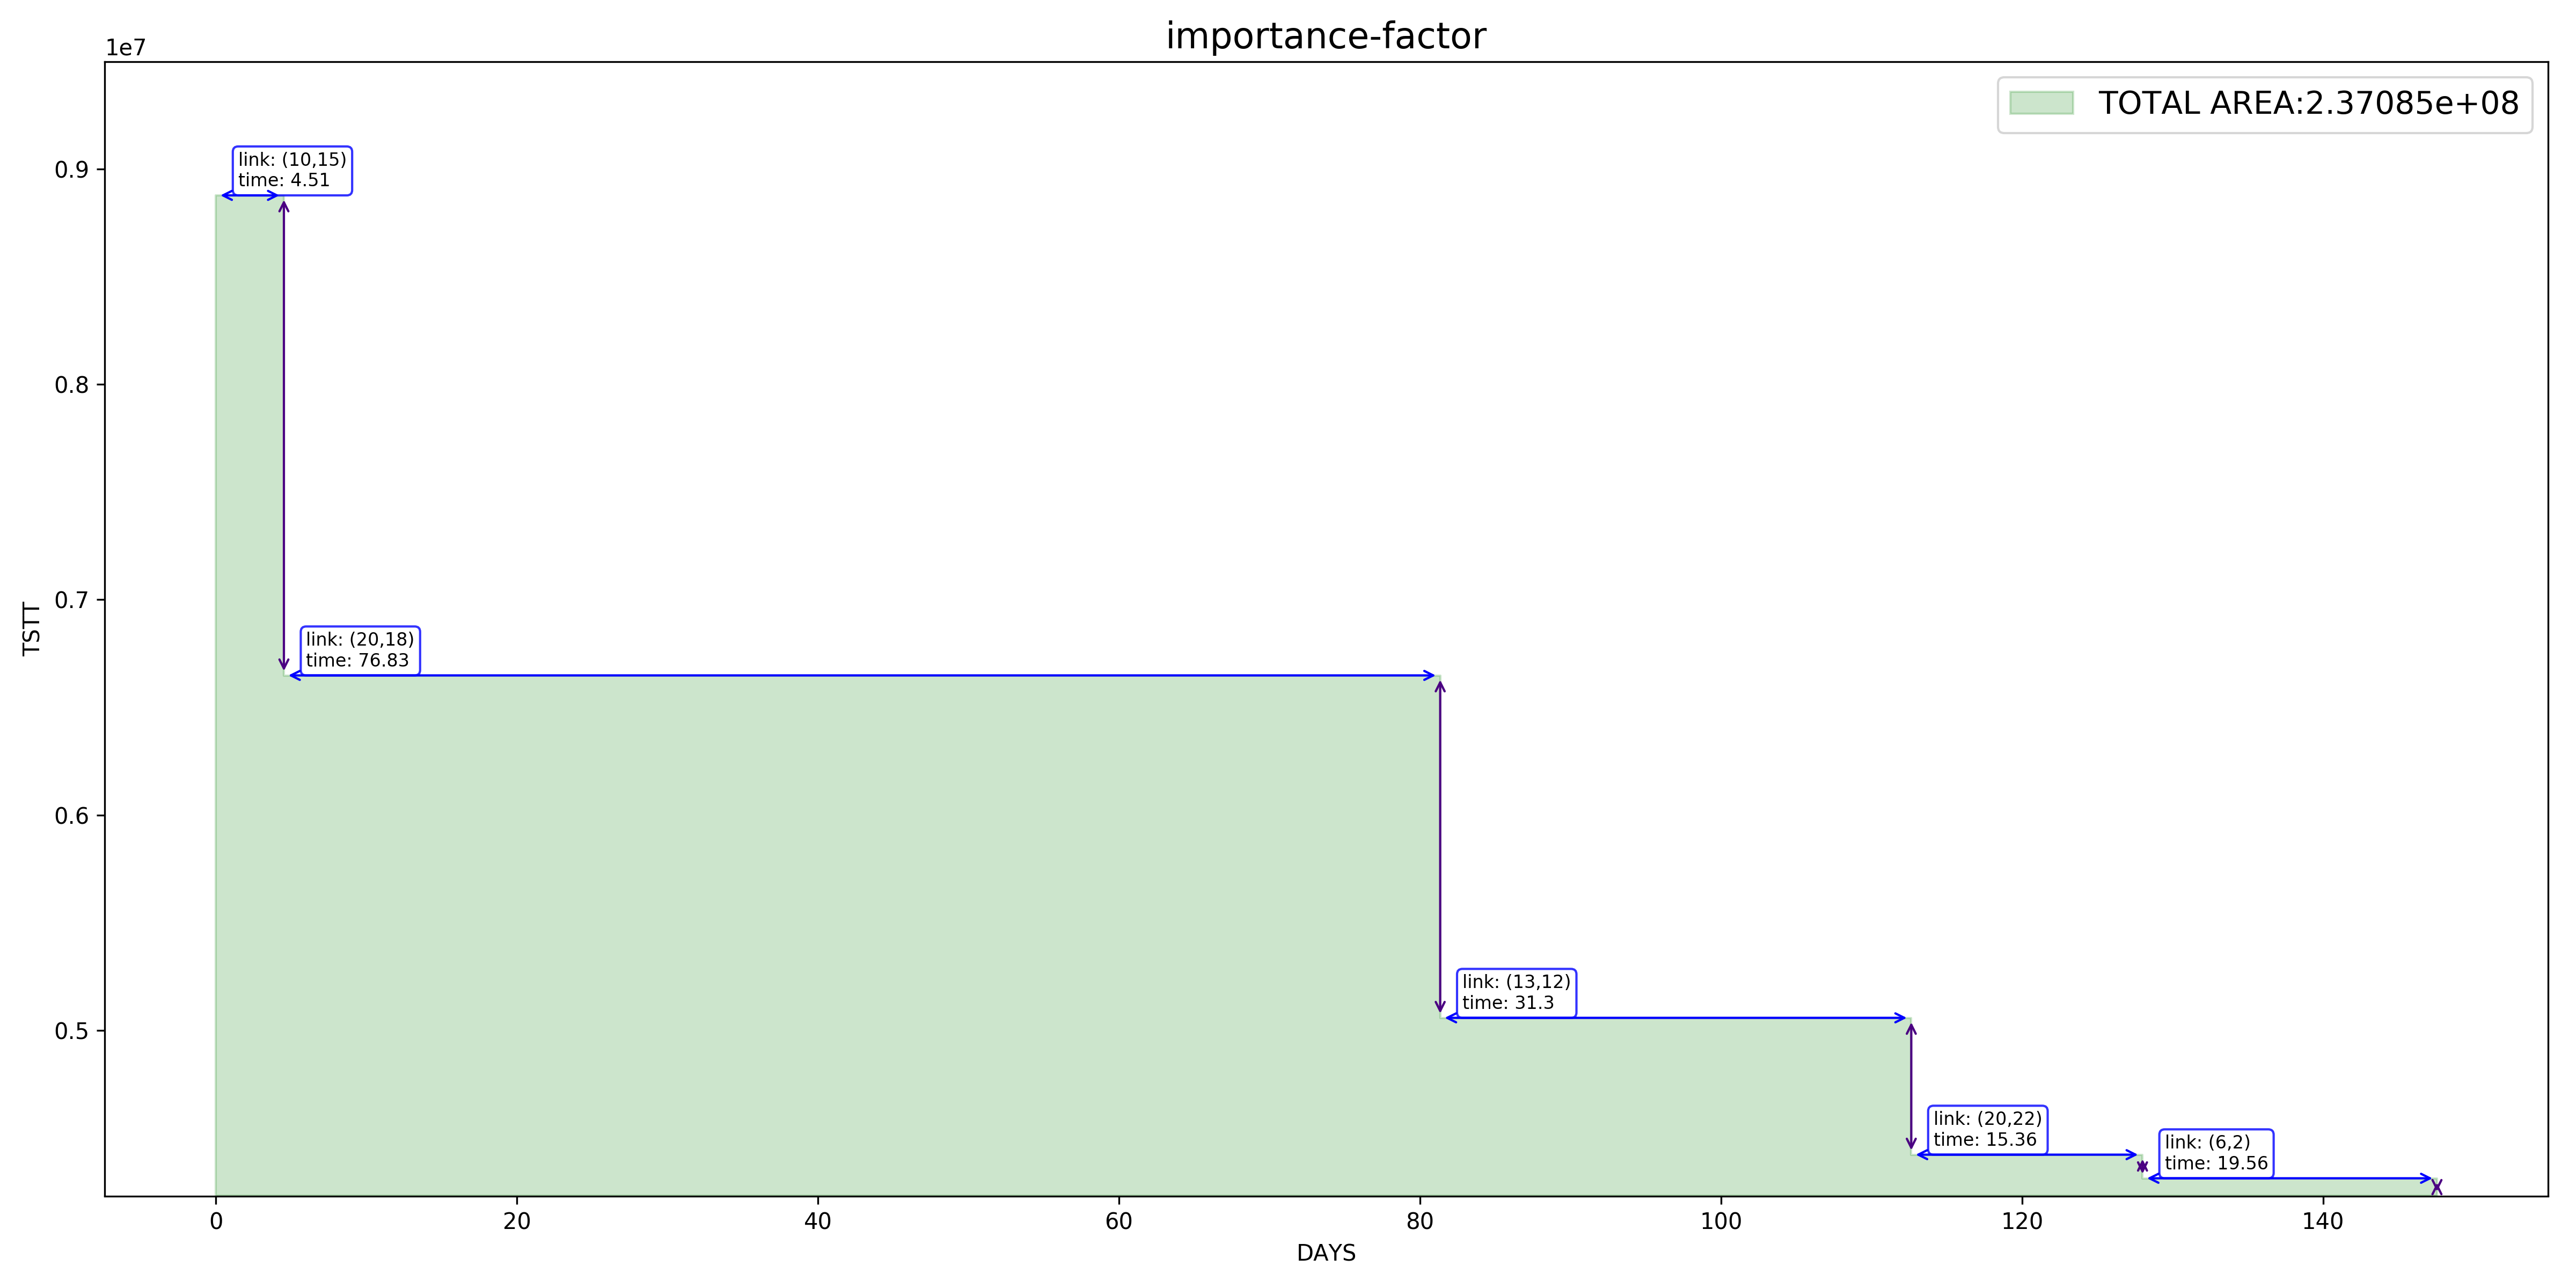 importance-factor
1e7
TOTAL AREA:2.37085e+08
0.9
0.8
0.7
0.6
0.5
TSTT
link: (10,15)
time: 4.51
link: (20,18)
time: 76.83
link: (13,12)
time: 31.3
link: (20,22)
time: 15.36
link: (6,2)
time: 19.56
0
20
40
60
80
100
120
140
DAYS